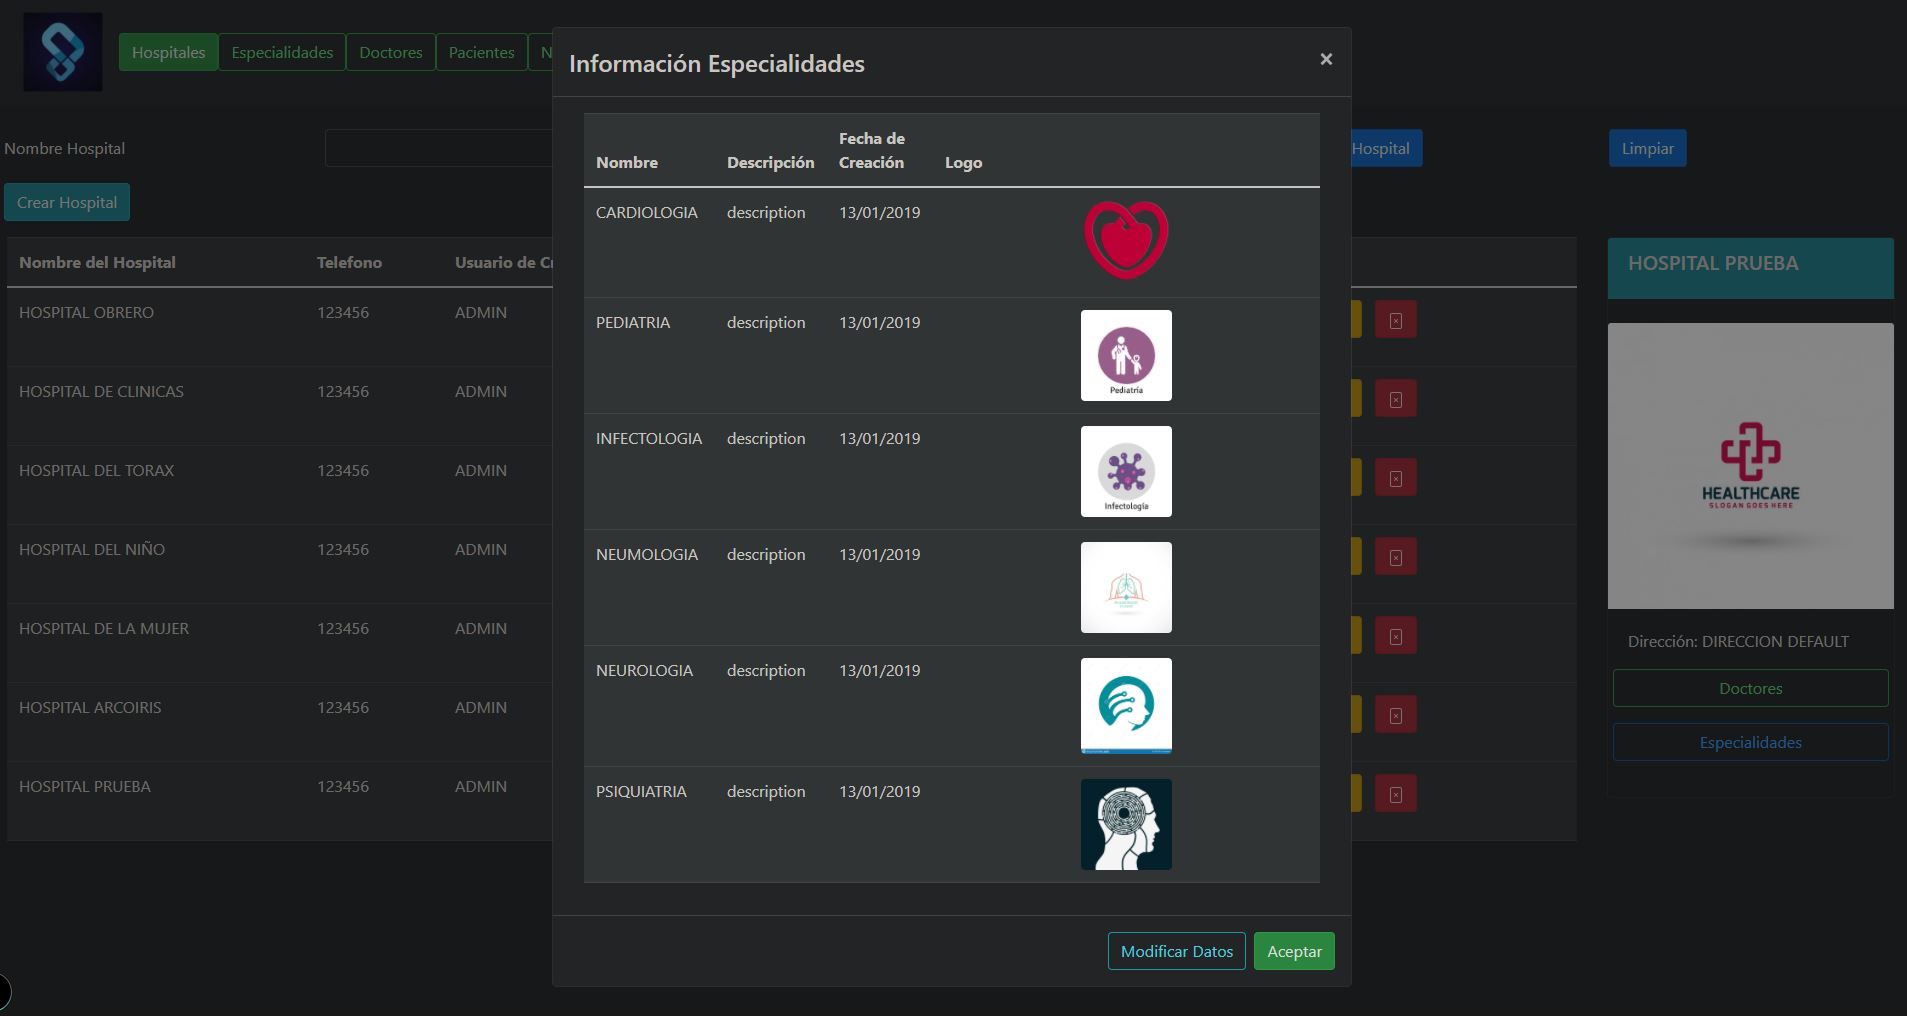 Hospitales Especialidades Doctores Pacientes N
Información Especialidades ×
Nombre Hospital
Hospital
Limpiar
Crear Hospital
Nombre Descripción Fecha de Creación Logo
CARDIOLOGIA description 13/01/2019
PEDIATRIA description 13/01/2019
Pediatría
INFECTOLOGIA description 13/01/2019
Infectología
NEUMOLOGIA description 13/01/2019
NEUROLOGIA description 13/01/2019
PSIQUIATRIA description 13/01/2019
Modificar Datos Aceptar
Nombre del Hospital Telefono Usuario de Cr
HOSPITAL OBRERO 123456 ADMIN
HOSPITAL DE CLINICAS 123456 ADMIN
HOSPITAL DEL TORAX 123456 ADMIN
HOSPITAL DEL NIÑO 123456 ADMIN
HOSPITAL DE LA MUJER 123456 ADMIN
HOSPITAL ARCOIRIS 123456 ADMIN
HOSPITAL PRUEBA 123456 ADMIN
HOSPITAL PRUEBA
HEALTHCARE
SLOGAN GOES HERE
Dirección: DIRECCION DEFAULT
Doctores
Especialidades